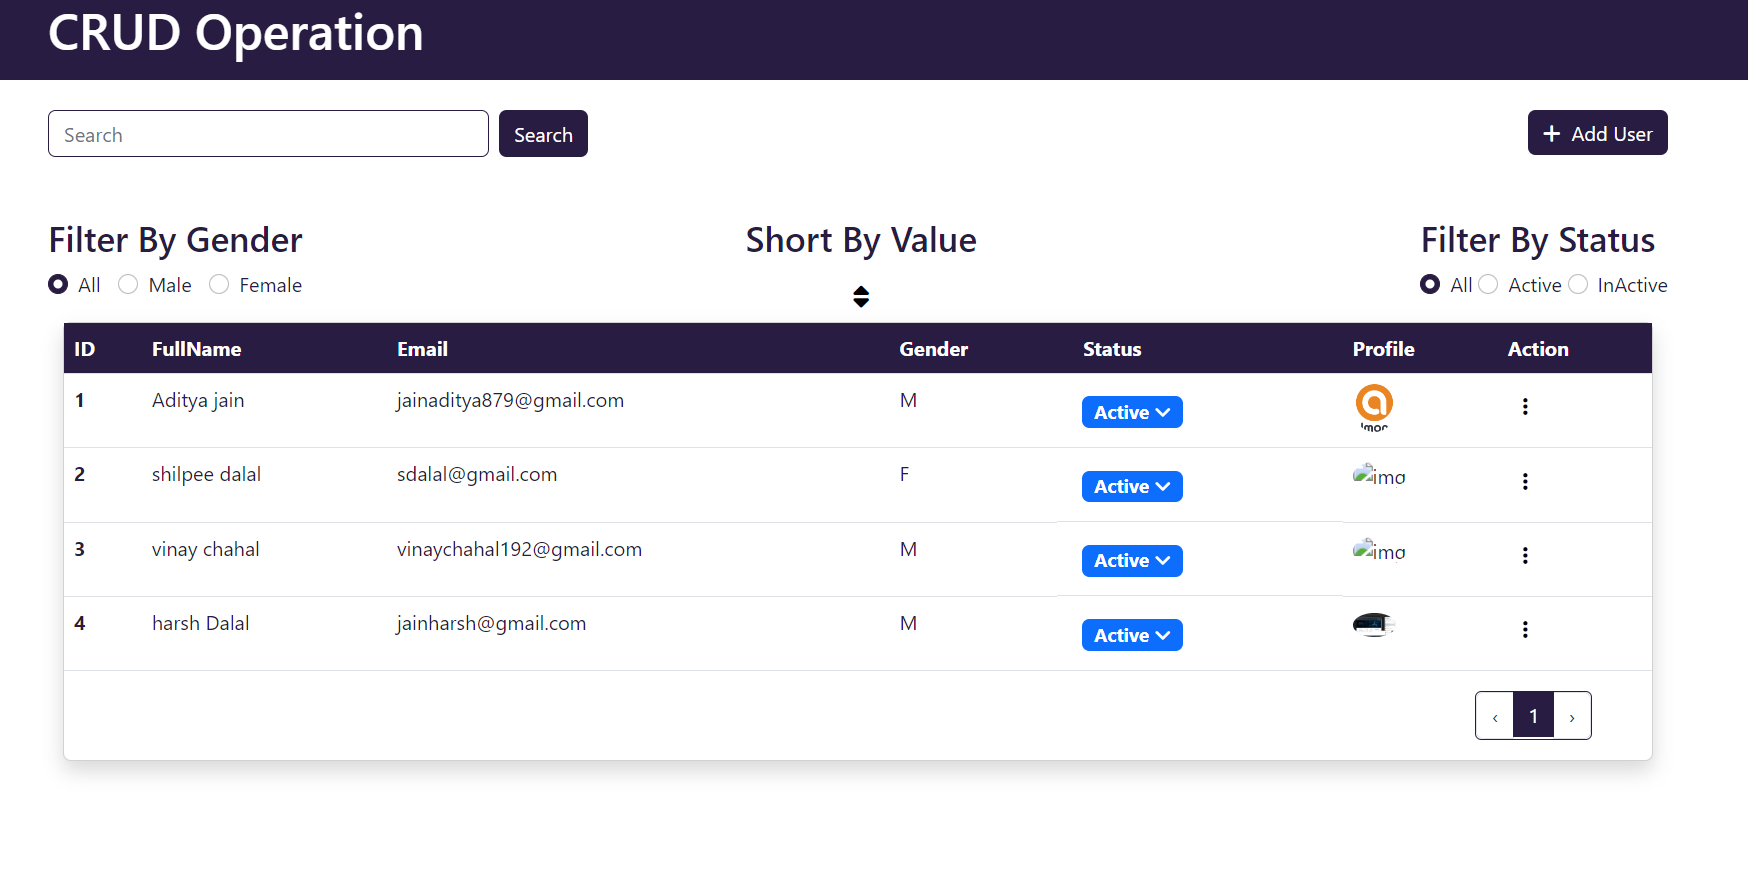 CRUD Operation
Search Search + Add User
Filter By Gender Short By Value Filter By Status
All Male Female All Active InActive
ID FullName Email Gender Status Profile Action
1 Aditya jain jainaditya879@gmail.com M Active
2 shilpee dalal sdalal@gmail.com F Active img
3 vinay chahal vinaychahal192@gmail.com M Active img
4 harsh Dalal jainharsh@gmail.com M Active
‹ 1 ›